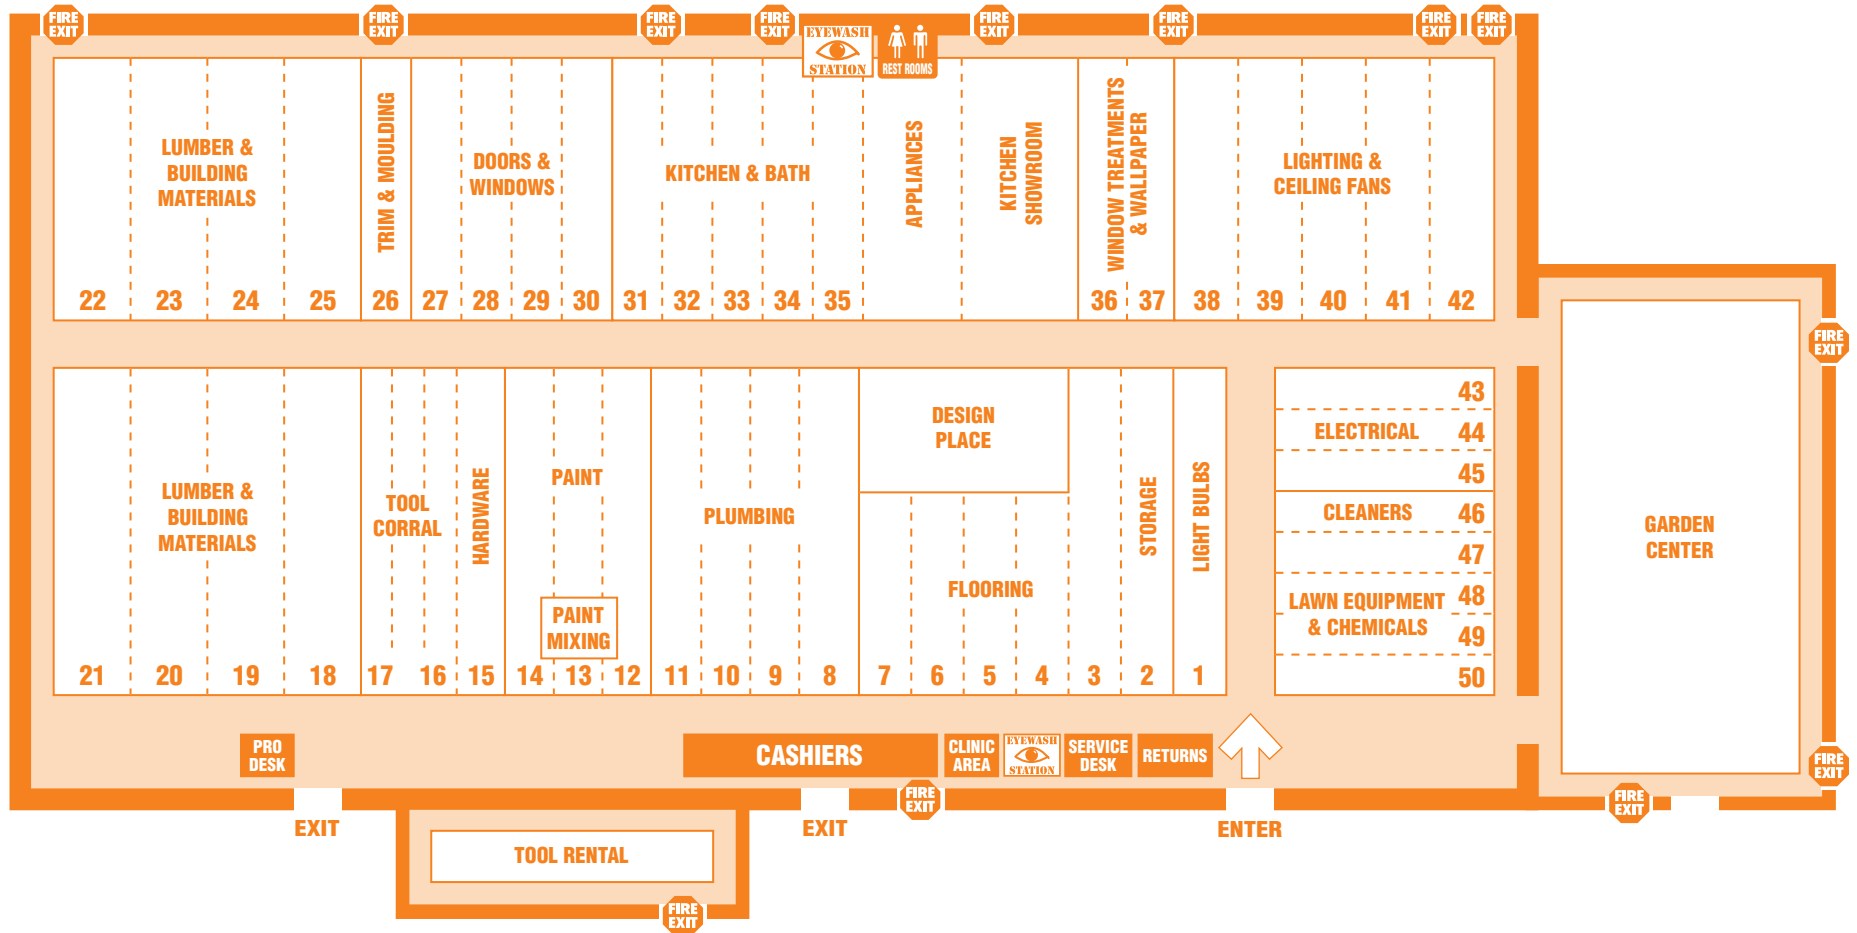 FIRE
EXIT
FIRE
EXIT
FIRE
EXIT
FIRE
EXIT
EYEWASH
STATION
REST ROOMS
FIRE
EXIT
FIRE
EXIT
FIRE
EXIT
FIRE
EXIT
LUMBER &
BUILDING
MATERIALS
TRIM & MOULDING
DOORS &
WINDOWS
KITCHEN & BATH
APPLIANCES
KITCHEN
SHOWROOM
WINDOW TREATMENTS
& WALLPAPER
LIGHTING &
CEILING FANS
22 23 24 25 26 27 28 29 30 31 32 33 34 35 36 37 38 39 40 41 42
FIRE
EXIT
LUMBER &
BUILDING
MATERIALS
TOOL
CORRAL
HARDWARE
PAINT
PAINT
MIXING
PLUMBING
DESIGN
PLACE
FLOORING
STORAGE
LIGHT BULBS
21 20 19 18 17 16 15 14 13 12 11 10 9 8 7 6 5 4 3 2 1
43
ELECTRICAL 44
45
CLEANERS 46
47
LAWN EQUIPMENT 48
& CHEMICALS 49
50
GARDEN
CENTER
PRO
DESK
CASHIERS
CLINIC
AREA
EYEWASH
STATION
SERVICE
DESK
RETURNS
FIRE
EXIT
FIRE
EXIT
FIRE
EXIT
EXIT
EXIT
ENTER
TOOL RENTAL
FIRE
EXIT